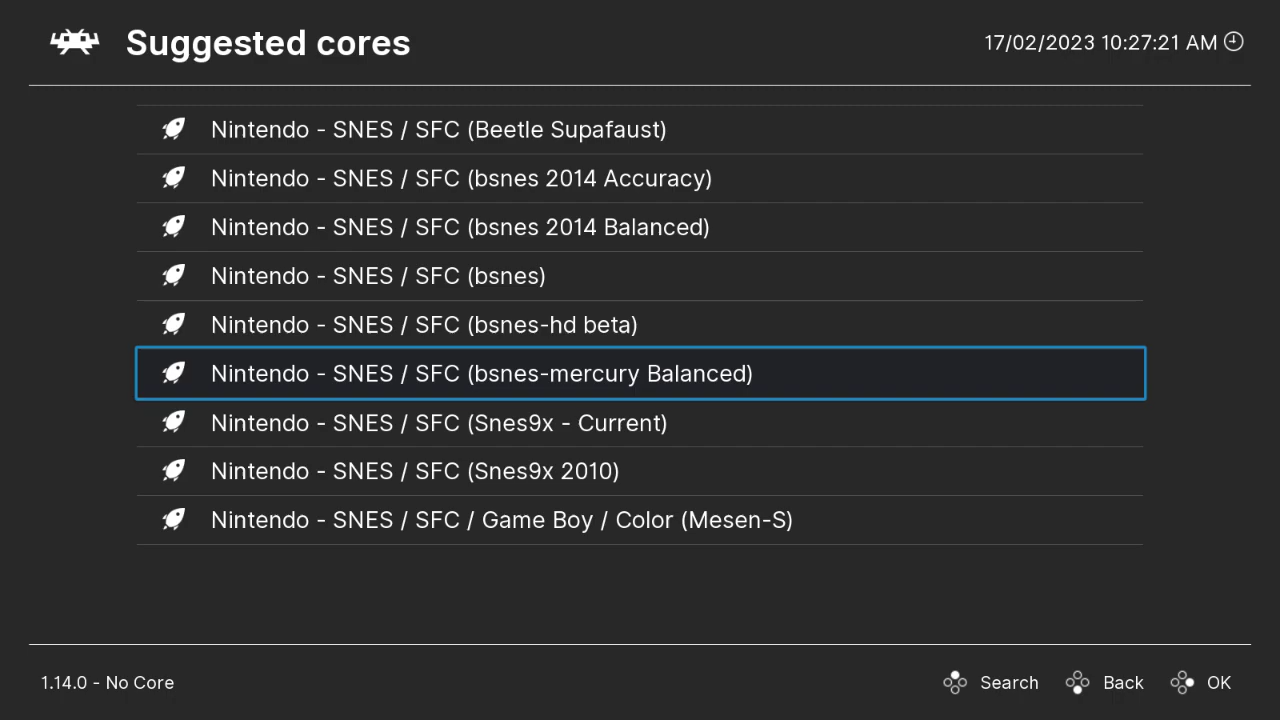 Suggested cores
17/02/2023 10:27:21 AM
Nintendo - SNES / SFC (Beetle Supafaust)
Nintendo - SNES / SFC (bsnes 2014 Accuracy)
Nintendo - SNES / SFC (bsnes 2014 Balanced)
Nintendo - SNES / SFC (bsnes)
Nintendo - SNES / SFC (bsnes-hd beta)
Nintendo - SNES / SFC (bsnes-mercury Balanced)
Nintendo - SNES / SFC (Snes9x - Current)
Nintendo - SNES / SFC (Snes9x 2010)
Nintendo - SNES / SFC / Game Boy / Color (Mesen-S)
1.14.0 - No Core
Search Back OK